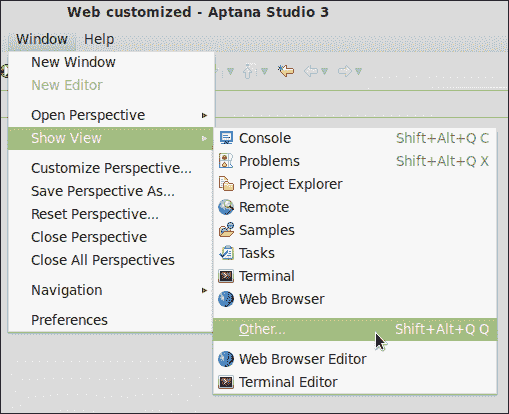 Web customized - Aptana Studio 3
Window Help
New Window
New Editor
Open Perspective
Show View
Customize Perspective...
Save Perspective As...
Reset Perspective...
Close Perspective
Close All Perspectives
Navigation
Preferences
Console Shift+Alt+Q C
Problems Shift+Alt+Q X
Project Explorer
Remote
Samples
Tasks
Terminal
Web Browser
Other... Shift+Alt+Q Q
Web Browser Editor
Terminal Editor